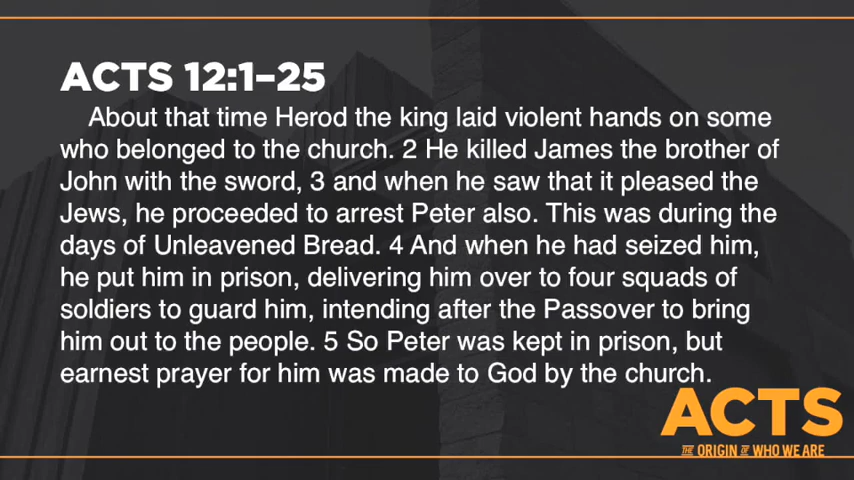 ACTS 12:1–25
About that time Herod the king laid violent hands on some
who belonged to the church. 2 He killed James the brother of
John with the sword, 3 and when he saw that it pleased the
Jews, he proceeded to arrest Peter also. This was during the
days of Unleavened Bread. 4 And when he had seized him,
he put him in prison, delivering him over to four squads of
soldiers to guard him, intending after the Passover to bring
him out to the people. 5 So Peter was kept in prison, but
earnest prayer for him was made to God by the church.
ACTS
THE ORIGIN OF WHO WE ARE